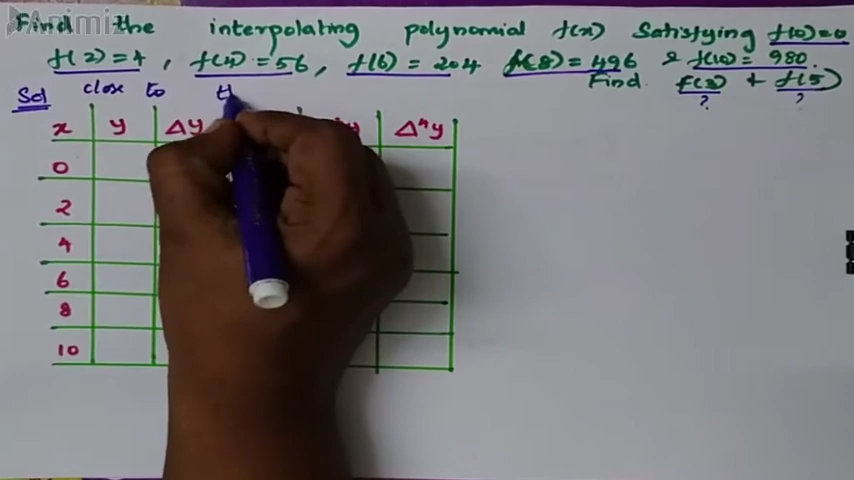 Animiz
Find the interpolating polynomial f(x) Satisfying f(0)=0
f(2)=4, f(4)=56, f(6)=204 f(8)=496 & f(10)=980.
Find f(3) + f(5)
? ?
Sol close to
x y Δy Δ⁴y
0
2
4
6
8
10